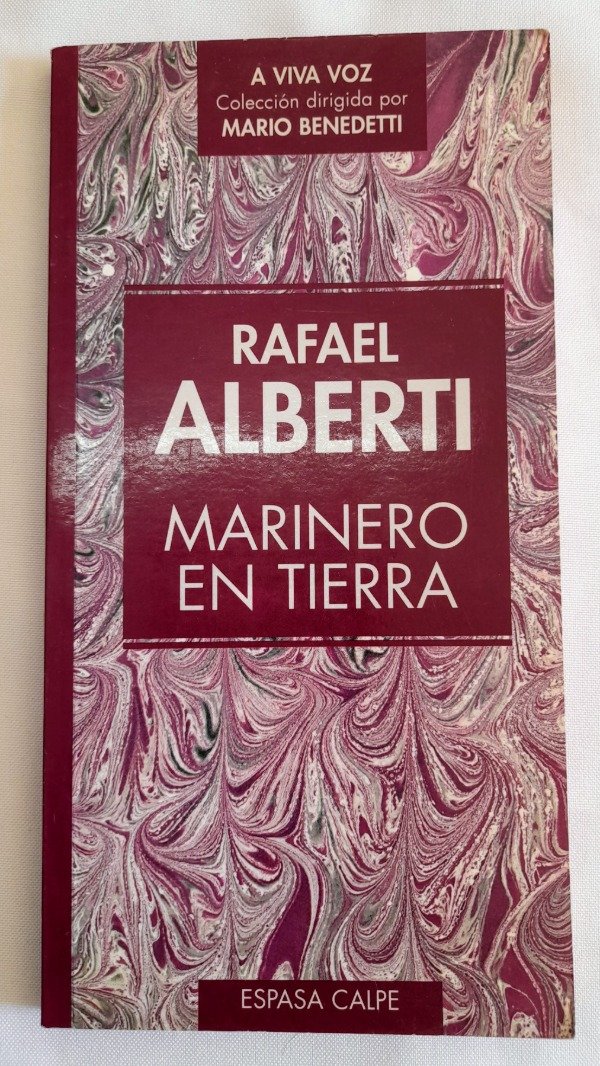 A VIVA VOZ
Colección dirigida por
MARIO BENEDETTI
RAFAEL
ALBERTI
MARINERO
EN TIERRA
ESPASA CALPE